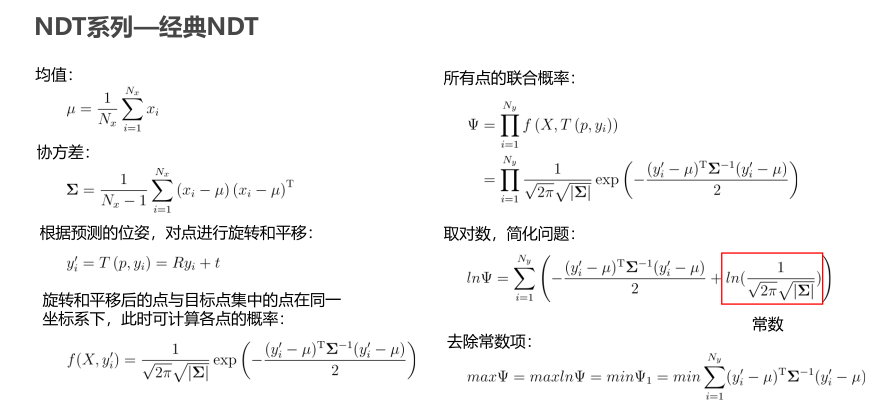 NDT系列—经典NDT
均值：
$\mu = \frac{1}{N_x} \sum_{i=1}^{N_x} x_i$
协方差：
$\mathbf{\Sigma} = \frac{1}{N_x - 1} \sum_{i=1}^{N_x} (x_i - \mu)(x_i - \mu)^{\mathrm{T}}$
根据预测的位姿，对点进行旋转和平移：
$y_i' = T(p, y_i) = Ry_i + t$
旋转和平移后的点与目标点集中的点在同一
坐标系下，此时可计算各点的概率：
$f(X, y_i') = \frac{1}{\sqrt{2\pi}\sqrt{|\mathbf{\Sigma}|}} \exp\left(-\frac{(y_i' - \mu)^{\mathrm{T}} \mathbf{\Sigma}^{-1} (y_i' - \mu)}{2}\right)$
所有点的联合概率：
$\Psi = \prod_{i=1}^{N_y} f(X, T(p, y_i))$
$= \prod_{i=1}^{N_y} \frac{1}{\sqrt{2\pi}\sqrt{|\mathbf{\Sigma}|}} \exp\left(-\frac{(y_i' - \mu)^{\mathrm{T}} \mathbf{\Sigma}^{-1} (y_i' - \mu)}{2}\right)$
取对数，简化问题：
$ln\Psi = \sum_{i=1}^{N_y} \left(-\frac{(y_i' - \mu)^{\mathrm{T}} \mathbf{\Sigma}^{-1} (y_i' - \mu)}{2} + ln(\frac{1}{\sqrt{2\pi}\sqrt{|\mathbf{\Sigma}|}})\right)$
常数
去除常数项：
$max\Psi = maxln\Psi = min\Psi_1 = min \sum_{i=1}^{N_y} (y_i' - \mu)^{\mathrm{T}} \mathbf{\Sigma}^{-1} (y_i' - \mu)$